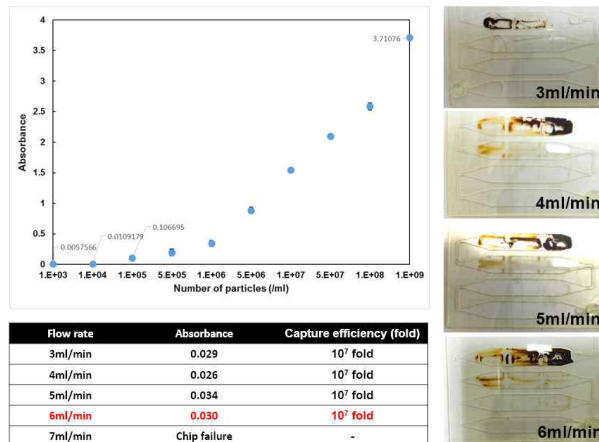 4
3.5
3
2.5
2
1.5
1
0.5
0
Absorbance
3.71076
0.0057566
0.0109179
0.106695
1.E+03 1.E+04 1.E+05 5.E+05 1.E+06 5.E+06 1.E+07 5.E+07 1.E+08 1.E+09
Number of particles (/ml)
Flow rate Absorbance Capture efficiency (fold)
3ml/min 0.029 10⁷ fold
4ml/min 0.026 10⁷ fold
5ml/min 0.034 10⁷ fold
6ml/min 0.030 10⁷ fold
7ml/min Chip failure -
3ml/min
4ml/min
5ml/min
6ml/min